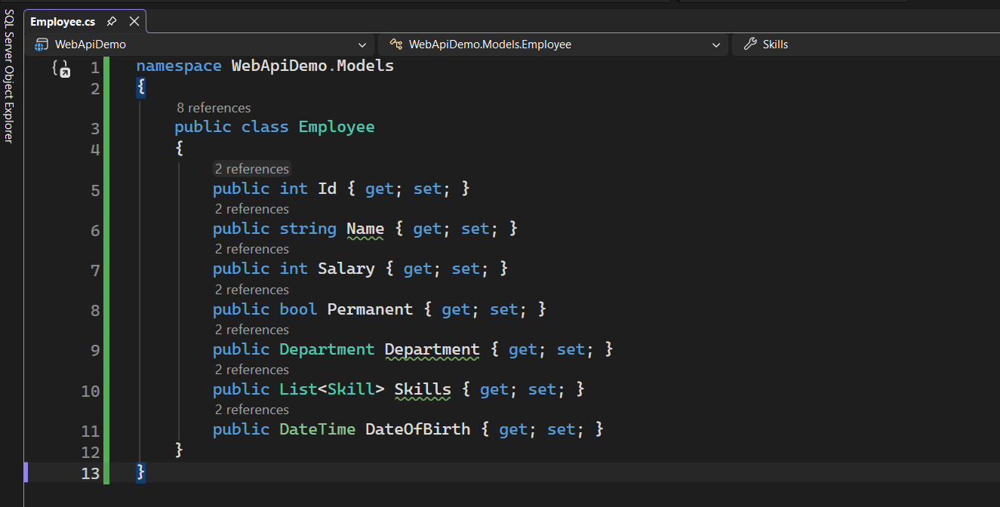 SQL Server Object Explorer
Employee.cs
WebApiDemo
WebApiDemo.Models.Employee
Skills
1 namespace WebApiDemo.Models
2 {
8 references
3 public class Employee
4 {
2 references
5 public int Id { get; set; }
2 references
6 public string Name { get; set; }
2 references
7 public int Salary { get; set; }
2 references
8 public bool Permanent { get; set; }
2 references
9 public Department Department { get; set; }
2 references
10 public List<Skill> Skills { get; set; }
2 references
11 public DateTime DateOfBirth { get; set; }
12 }
13 }